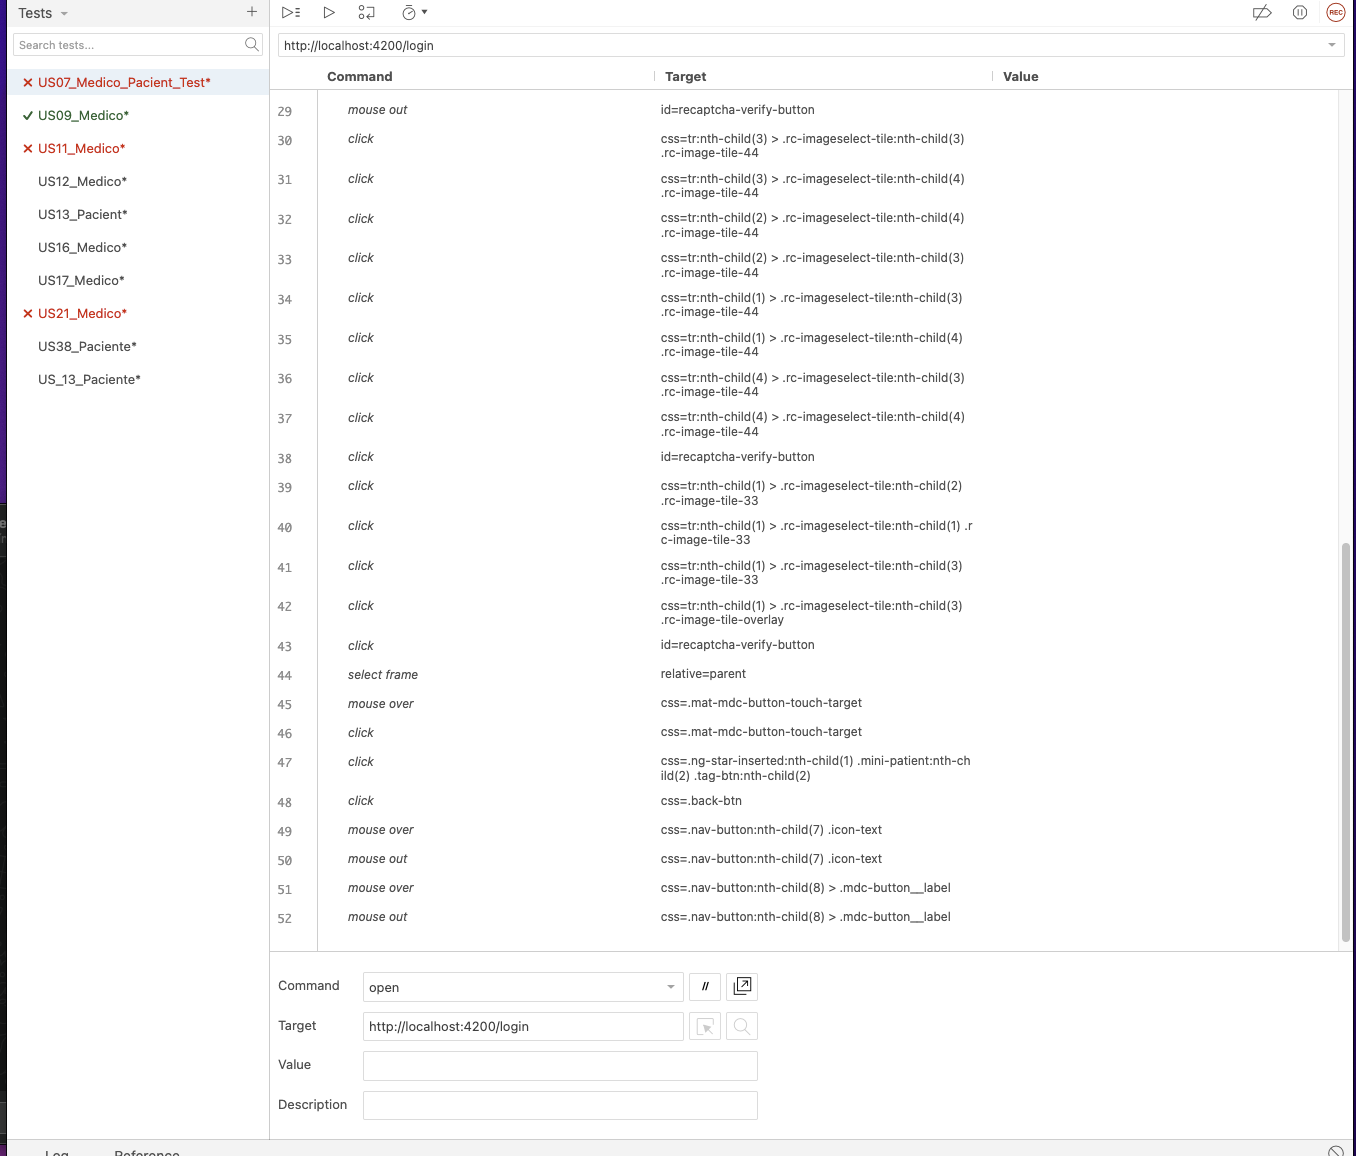 Tests
Search tests...
US07_Medico_Pacient_Test*
US09_Medico*
US11_Medico*
US12_Medico*
US13_Pacient*
US16_Medico*
US17_Medico*
US21_Medico*
US38_Paciente*
US_13_Paciente*
REC
http://localhost:4200/login
Command Target Value
29 mouse out id=recaptcha-verify-button
30 click css=tr:nth-child(3) > .rc-imageselect-tile:nth-child(3)
.rc-image-tile-44
31 click css=tr:nth-child(3) > .rc-imageselect-tile:nth-child(4)
.rc-image-tile-44
32 click css=tr:nth-child(2) > .rc-imageselect-tile:nth-child(4)
.rc-image-tile-44
33 click css=tr:nth-child(2) > .rc-imageselect-tile:nth-child(3)
.rc-image-tile-44
34 click css=tr:nth-child(1) > .rc-imageselect-tile:nth-child(3)
.rc-image-tile-44
35 click css=tr:nth-child(1) > .rc-imageselect-tile:nth-child(4)
.rc-image-tile-44
36 click css=tr:nth-child(4) > .rc-imageselect-tile:nth-child(3)
.rc-image-tile-44
37 click css=tr:nth-child(4) > .rc-imageselect-tile:nth-child(4)
.rc-image-tile-44
38 click id=recaptcha-verify-button
39 click css=tr:nth-child(1) > .rc-imageselect-tile:nth-child(2)
.rc-image-tile-33
40 click css=tr:nth-child(1) > .rc-imageselect-tile:nth-child(1) .r
c-image-tile-33
41 click css=tr:nth-child(1) > .rc-imageselect-tile:nth-child(3)
.rc-image-tile-33
42 click css=tr:nth-child(1) > .rc-imageselect-tile:nth-child(3)
.rc-image-tile-overlay
43 click id=recaptcha-verify-button
44 select frame relative=parent
45 mouse over css=.mat-mdc-button-touch-target
46 click css=.mat-mdc-button-touch-target
47 click css=.ng-star-inserted:nth-child(1) .mini-patient:nth-ch
ild(2) .tag-btn:nth-child(2)
48 click css=.back-btn
49 mouse over css=.nav-button:nth-child(7) .icon-text
50 mouse out css=.nav-button:nth-child(7) .icon-text
51 mouse over css=.nav-button:nth-child(8) > .mdc-button__label
52 mouse out css=.nav-button:nth-child(8) > .mdc-button__label
Command open //
Target http://localhost:4200/login
Value
Description
Log Reference